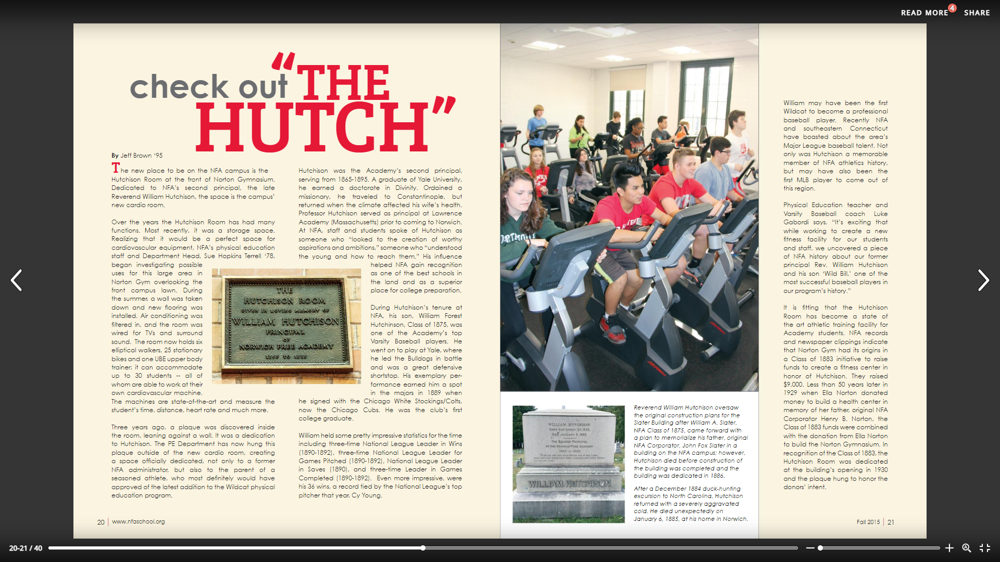 READ MORE
4
SHARE
check out “THE
HUTCH”
By Jeff Brown ‘95
The new place to be on the NFA campus is the
Hutchison Room at the front of Norton Gymnasium.
Dedicated to NFA’s second principal, the late
Reverend William Hutchison, the space is the campus’
new cardio room.
Over the years the Hutchison Room has had many
functions. Most recently, it was a storage space.
Realizing that it would be a perfect space for
cardiovascular equipment, NFA’s physical education
staff and Department Head, Sue Hopkins Terrell ‘78,
began investigating possible
uses for this large area in
Norton Gym overlooking the
front campus lawn. During
the summer, a wall was taken
down and new flooring was
installed. Air conditioning was
filtered in, and the room was
wired for TVs and surround
sound. The room now holds six
elliptical walkers, 25 stationary
bikes and one UBE upper body
trainer; it can accommodate
up to 30 students -- all of
whom are able to work at their
own cardiovascular machine.
The machines are state-of-the-art and measure the
student’s time, distance, heart rate and much more.
Three years ago, a plaque was discovered inside
the room, leaning against a wall. It was a dedication
to Hutchison. The PE Department has now hung this
plaque outside of the new cardio room, creating
a space officially dedicated, not only to a former
NFA administrator, but also to the parent of a
seasoned athlete, who most definitely would have
approved of the latest addition to the Wildcat physical
education program.
THE
HUTCHISON ROOM
GIVEN IN LOVING MEMORY OF
WILLIAM HUTCHISON
PRINCIPAL
OF
NORWICH FREE ACADEMY
1865 TO 1885
Hutchison was the Academy’s second principal,
serving from 1865-1895. A graduate of Yale University,
he earned a doctorate in Divinity. Ordained a
missionary, he traveled to Constantinople, but
returned when the climate affected his wife’s health.
Professor Hutchison served as principal at Lawrence
Academy (Massachusetts) prior to coming to Norwich.
At NFA, staff and students spoke of Hutchison as
someone who “looked to the creation of worthy
aspirations and ambitions,” someone who “understood
the young and how to reach them.” His influence
helped NFA gain recognition
as one of the best schools in
the land and as a superior
place for college preparation.
During Hutchison’s tenure at
NFA, his son, William Forest
Hutchinson, Class of 1875, was
one of the Academy’s top
Varsity Baseball players. He
went on to play at Yale, where
he led the Bulldogs in battle
and was a great defensive
shortstop. His exemplary per-
formance earned him a spot
in the majors in 1889 when
he signed with the Chicago White Stockings/Colts,
now the Chicago Cubs. He was the club’s first
college graduate.
William held some pretty impressive statistics for the time
including three-time National League Leader in Wins
(1890-1892), three-time National League Leader for
Games Pitched (1890-1892), National League Leader
in Saves (1890), and three-time Leader in Games
Completed (1890-1892). Even more impressive, were
his 36 wins, a record tied by the National League’s top
pitcher that year, Cy Young.
20 | www.nfaschool.org
WILLIAM HUTCHISON.
WILLIAM HUTCHISON
Reverend William Hutchison oversaw
the original construction plans for the
Slater Building after William A. Slater,
NFA Class of 1875, came forward with
a plan to memorialize his father, original
NFA Corporator, John Fox Slater in a
building on the NFA campus; however,
Hutchison died before construction of
the building was completed and the
building was dedicated in 1886.
After a December 1884 duck-hunting
excursion to North Carolina, Hutchison
returned with a severely aggravated
cold. He died unexpectedly on
January 6, 1885, at his home in Norwich.
William may have been the first
Wildcat to become a professional
baseball player. Recently NFA
and southeastern Connecticut
have boasted about the area’s
Major League baseball talent. Not
only was Hutchison a memorable
member of NFA athletics history,
but may have also been the
first MLB player to come out of
this region.
Physical Education teacher and
Varsity Baseball coach Luke
Gabordi says, “It’s exciting that
while working to create a new
fitness facility for our students
and staff, we uncovered a piece
of NFA history about our former
principal Rev. William Hutchison
and his son ‘Wild Bill,’ one of the
most successful baseball players in
our program’s history.”
It is fitting that the Hutchison
Room has become a state of
the art athletic training facility for
Academy students. NFA records
and newspaper clippings indicate
that Norton Gym had its origins in
a Class of 1883 initiative to raise
funds to create a fitness center in
honor of Hutchison. They raised
$9,000. Less than 50 years later in
1929 when Ella Norton donated
money to build a health center in
memory of her father, original NFA
Corporator Henry B. Norton, the
Class of 1883 funds were combined
with the donation from Ella Norton
to build the Norton Gymnasium. In
recognition of the Class of 1883, the
Hutchison Room was dedicated
at the building’s opening in 1930
and the plaque hung to honor the
donors’ intent.
Fall 2015 | 21
20-21 / 40